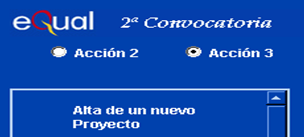 eQual 2ª Convocatoria
Acción 2 Acción 3
Alta de un nuevo
Proyecto